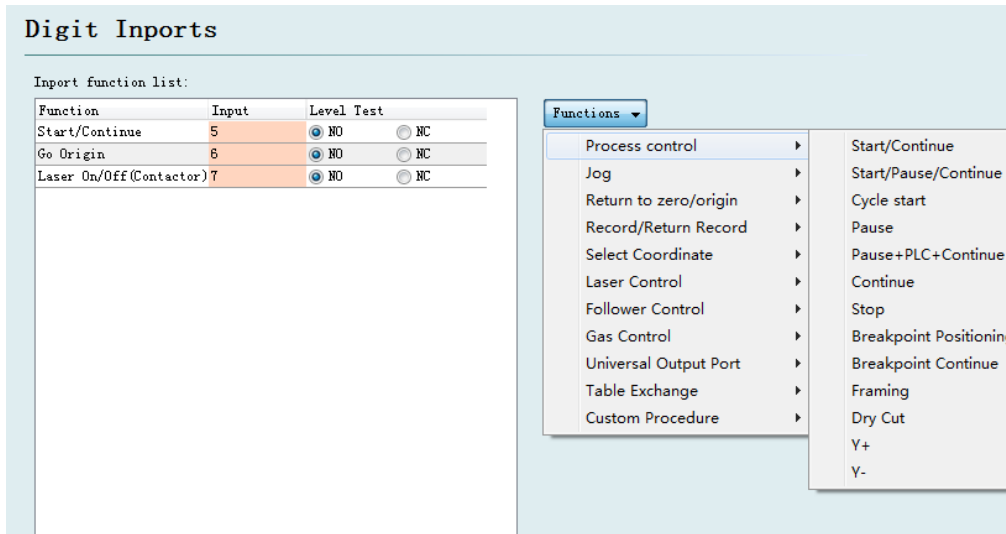 Digit Inports
Inport function list:
Function Input Level Test
Start/Continue 5 NO NC
Go Origin 6 NO NC
Laser On/Off(Contactor) 7 NO NC
Functions
Process control
Jog
Return to zero/origin
Record/Return Record
Select Coordinate
Laser Control
Follower Control
Gas Control
Universal Output Port
Table Exchange
Custom Procedure
Start/Continue
Start/Pause/Continue
Cycle start
Pause
Pause+PLC+Continue
Continue
Stop
Breakpoint Positionin
Breakpoint Continue
Framing
Dry Cut
Y+
Y-